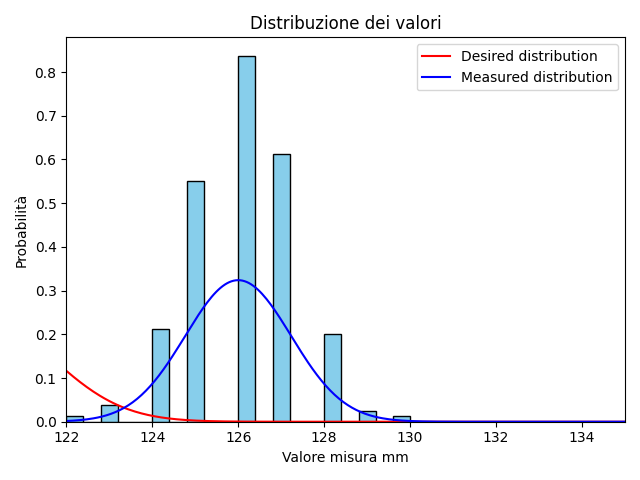 Distribuzione dei valori
Desired distribution
Measured distribution
Probabilità
0.8
0.7
0.6
0.5
0.4
0.3
0.2
0.1
0.0
122 124 126 128 130 132 134
Valore misura mm